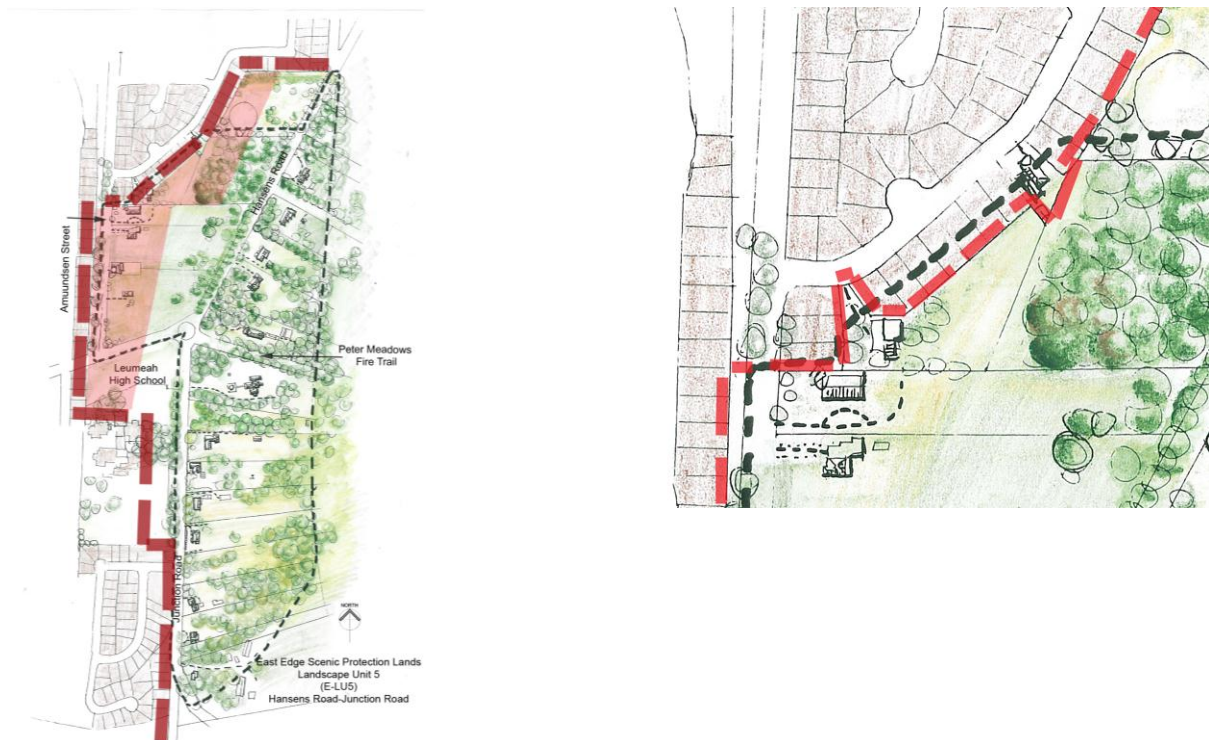 Hansens Road
Amuundsen Street
Leumeah
High School
Peter Meadows
Fire Trail
Junction Road
NORTH
East Edge Scenic Protection Lands
Landscape Unit 5
(E-LU5)
Hansens Road-Junction Road